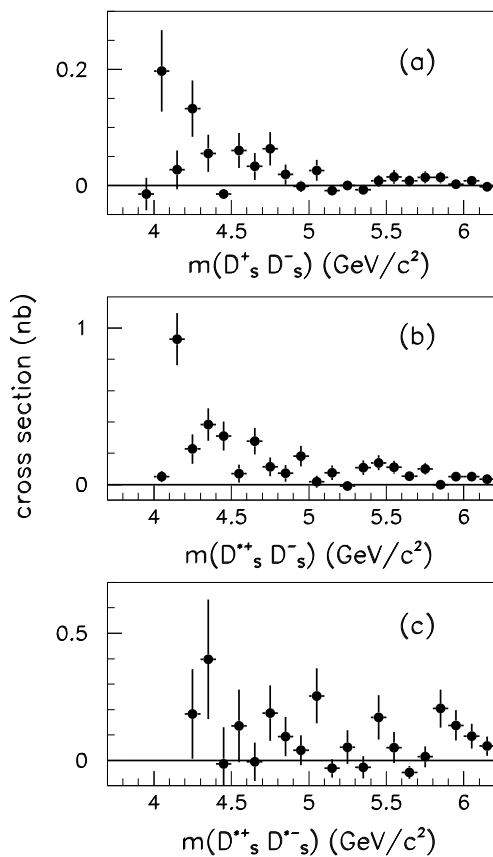 0.2
(a)
0
4 4.5 5 5.5 6
m(D⁺ₛ D⁻ₛ) (GeV/c²)
cross section (nb)
1
(b)
0
4 4.5 5 5.5 6
m(D*⁺ₛ D⁻ₛ) (GeV/c²)
0.5
(c)
0
4 4.5 5 5.5 6
m(D*⁺ₛ D*⁻ₛ) (GeV/c²)